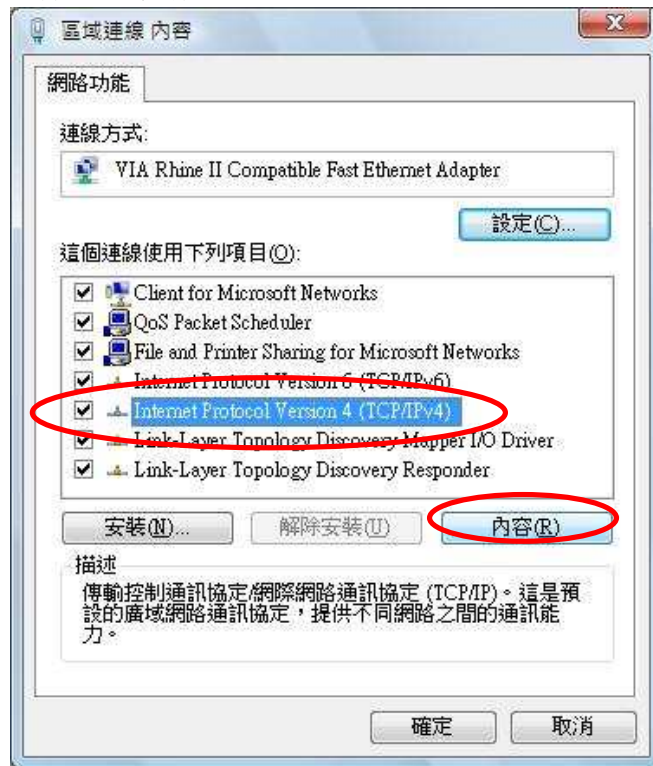 區域連線 內容
網路功能
連線方式:
VIA Rhine II Compatible Fast Ethernet Adapter
設定(C)...
這個連線使用下列項目(O):
Client for Microsoft Networks
QoS Packet Scheduler
File and Printer Sharing for Microsoft Networks
Internet Protocol Version 6 (TCP/IPv6)
Internet Protocol Version 4 (TCP/IPv4)
Link-Layer Topology Discovery Mapper I/O Driver
Link-Layer Topology Discovery Responder
安裝(N)... 解除安裝(U) 內容(R)
描述
傳輸控制通訊協定/網際網路通訊協定 (TCP/IP)。這是預
設的廣域網路通訊協定，提供不同網路之間的通訊能
力。
確定 取消